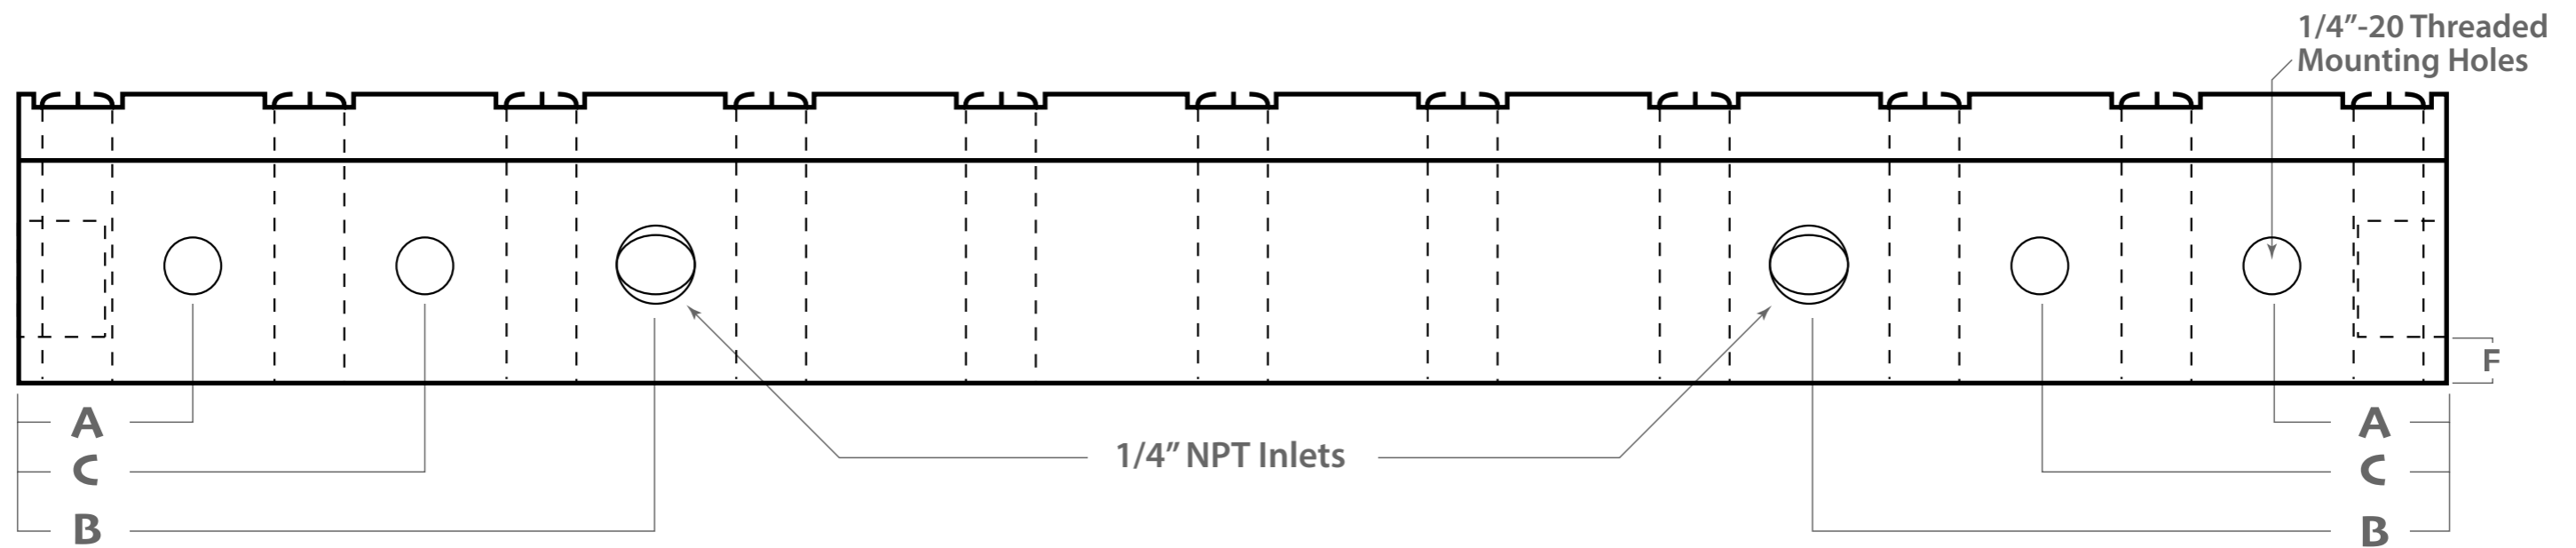 1/4”-20 Threaded
Mounting Holes
F
A
A
1/4” NPT Inlets
C
C
B
B